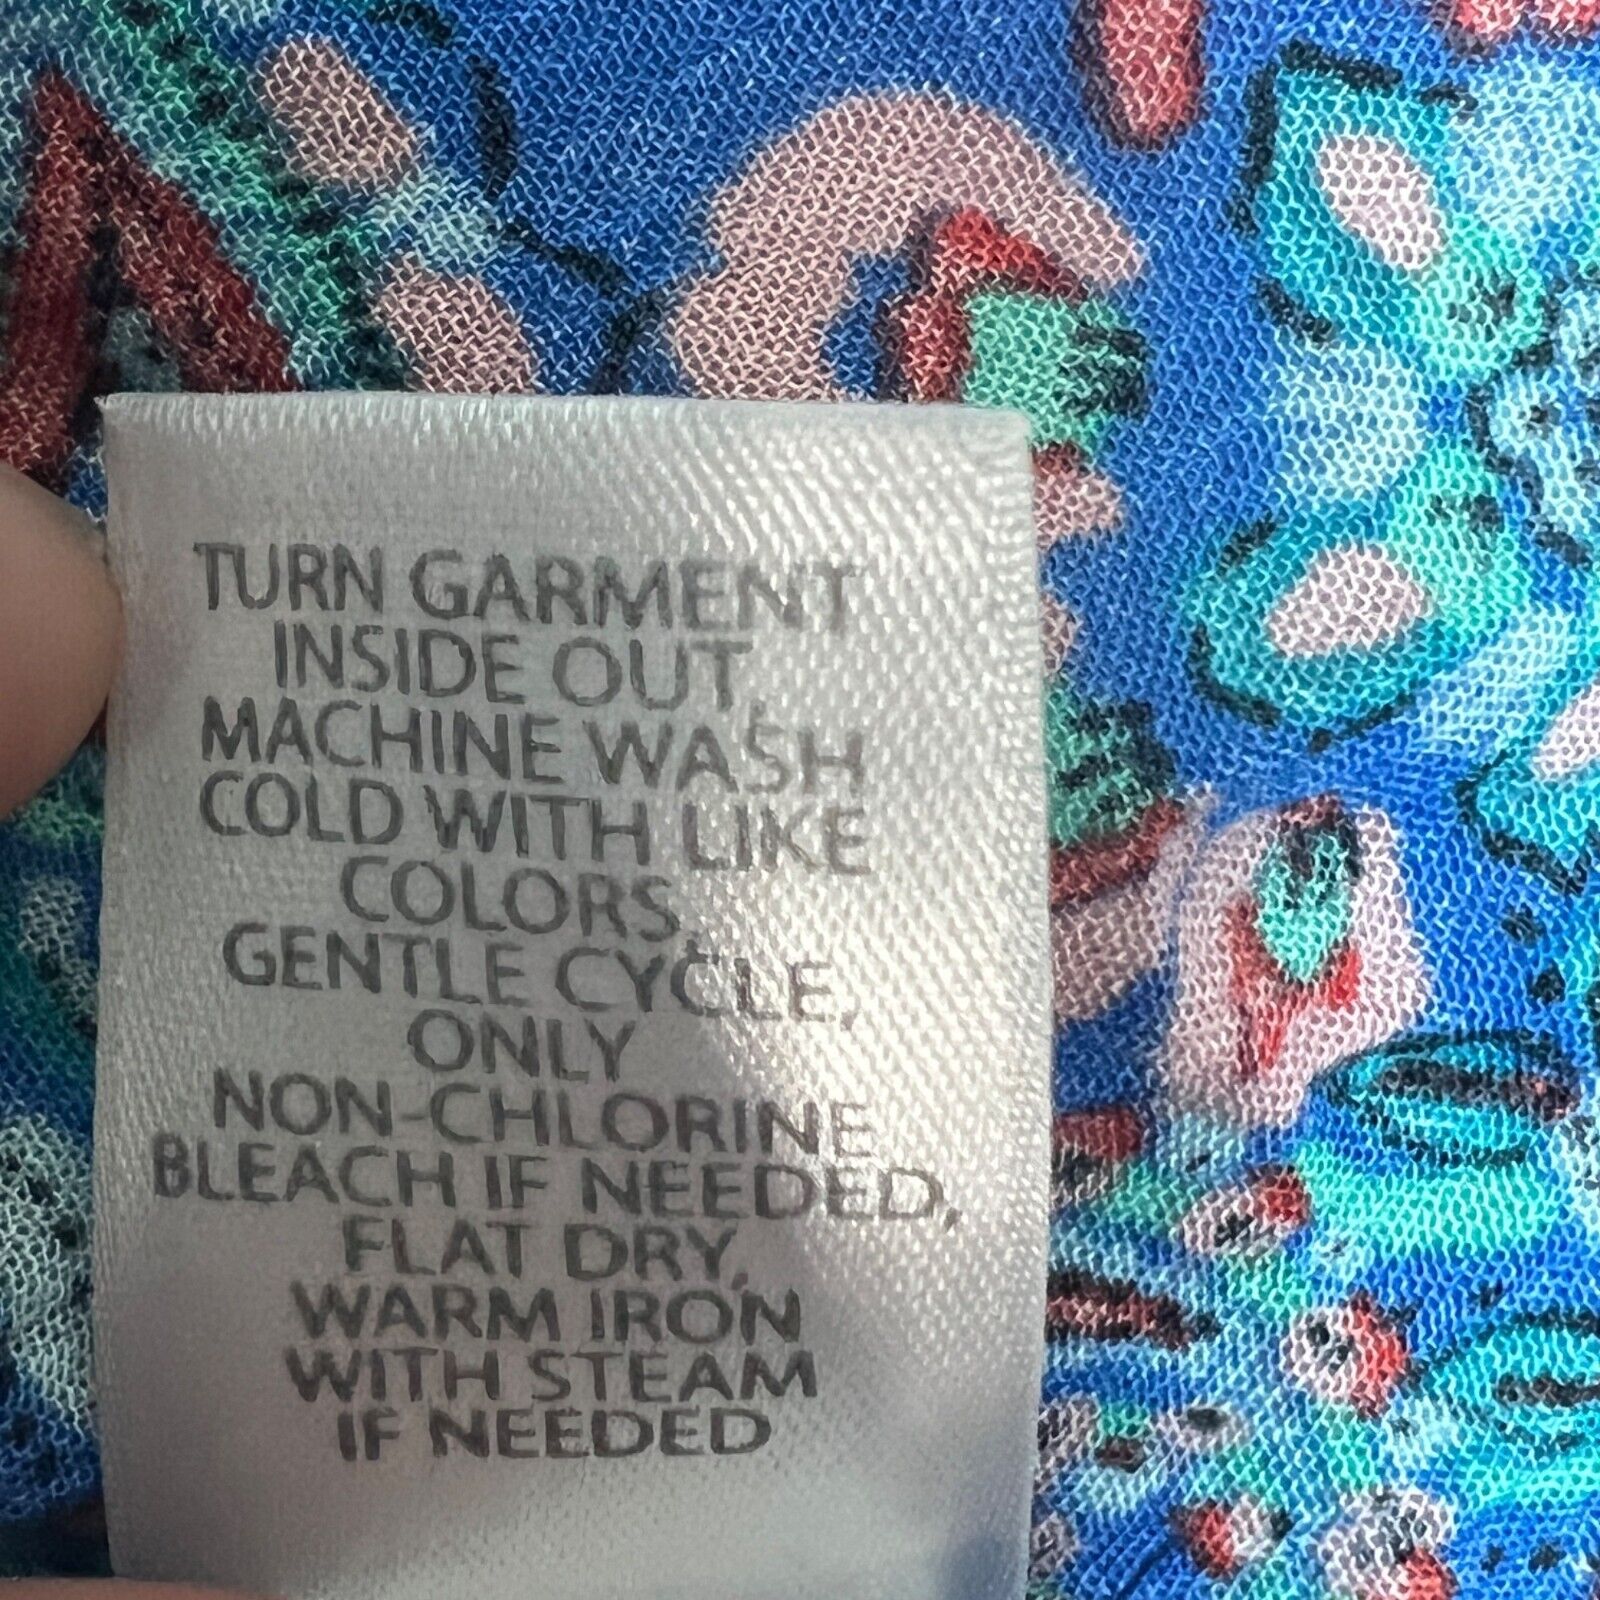 TURN GARMENT
INSIDE OUT,
MACHINE WASH
COLD WITH LIKE
COLORS,
GENTLE CYCLE,
ONLY
NON-CHLORINE
BLEACH IF NEEDED,
FLAT DRY,
WARM IRON
WITH STEAM
IF NEEDED